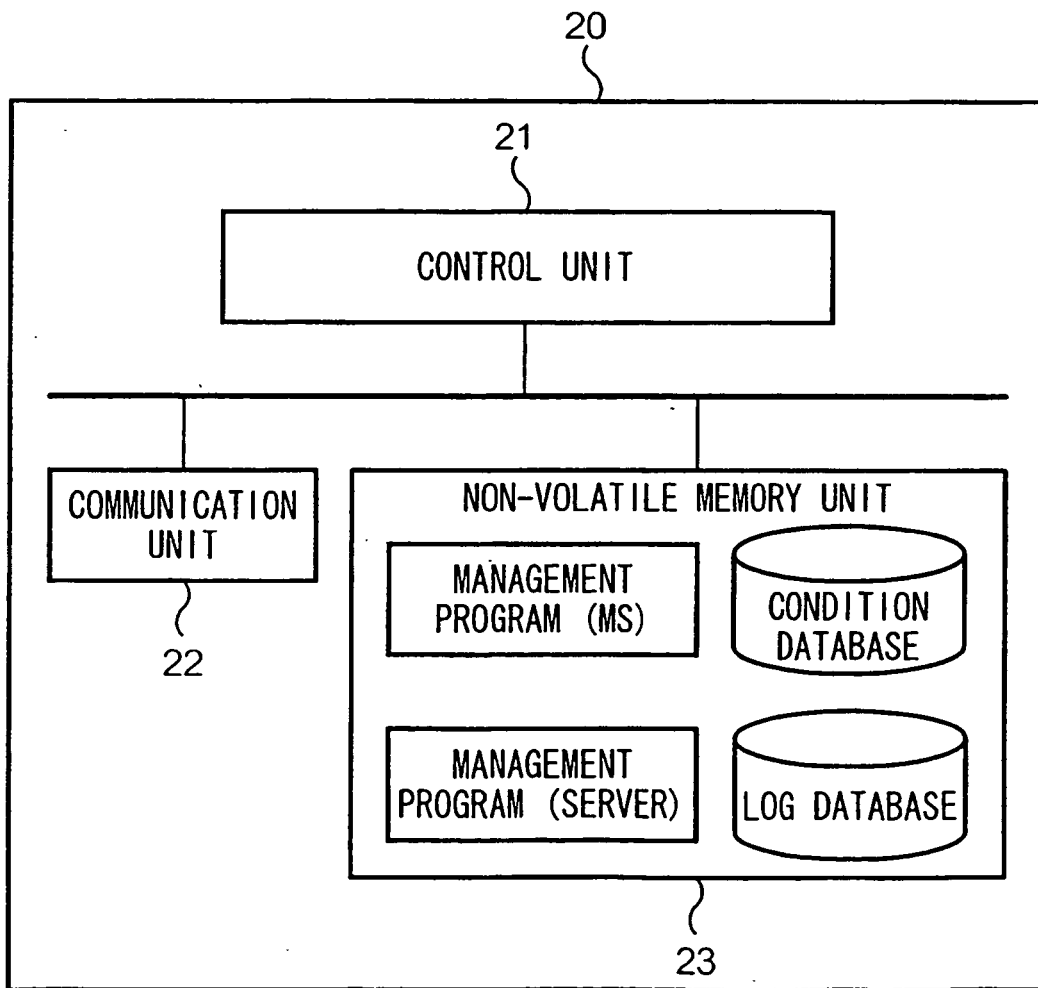 20
21
CONTROL UNIT
COMMUNICATION
UNIT
22
NON-VOLATILE MEMORY UNIT
MANAGEMENT
PROGRAM (MS)
CONDITION
DATABASE
MANAGEMENT
PROGRAM (SERVER)
LOG DATABASE
23